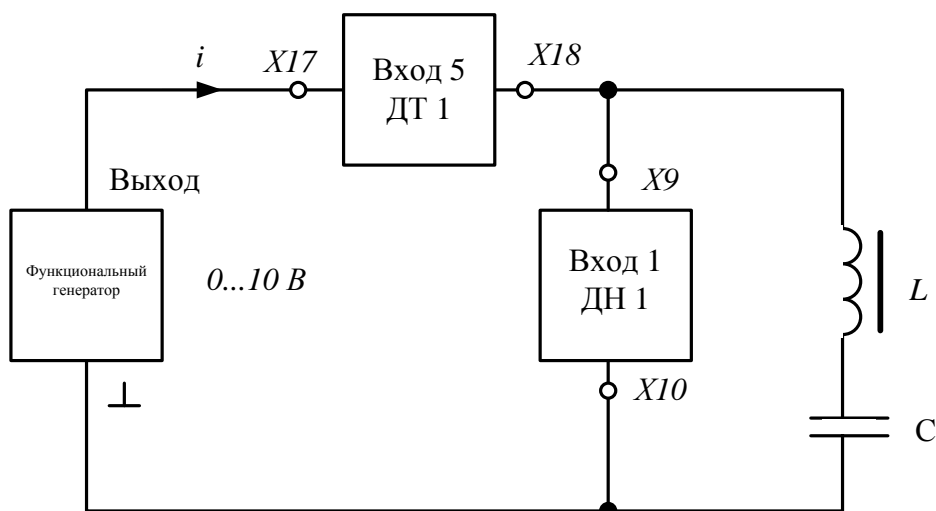 i
X17
Вход 5
ДТ 1
X18
Выход
X9
Функциональный
генератор
0...10 В
Вход 1
ДН 1
L
X10
С